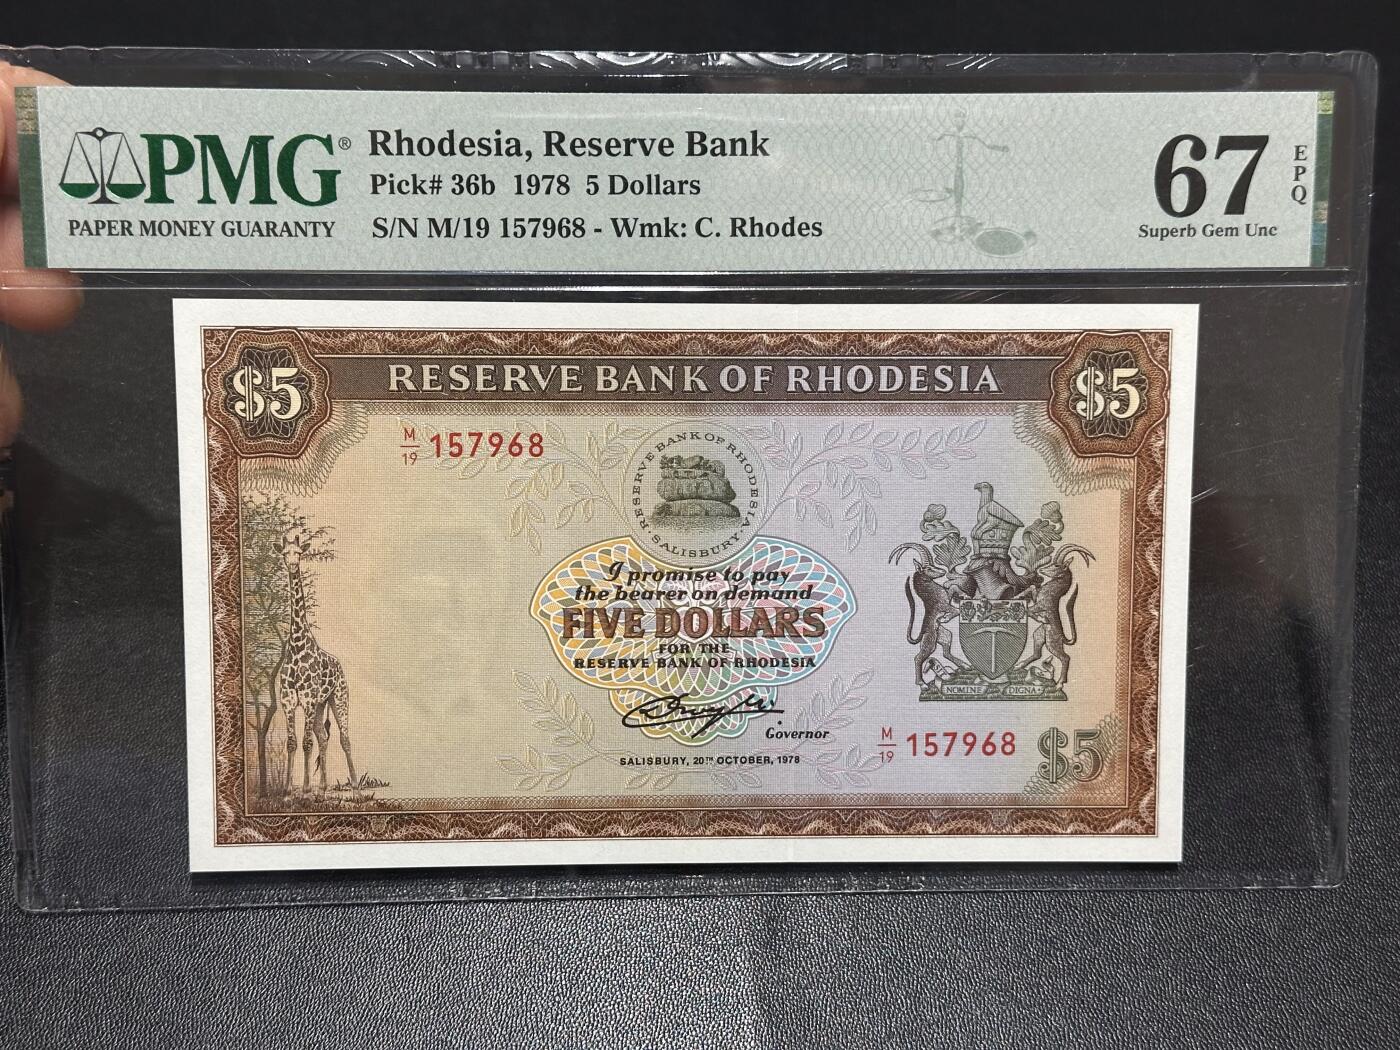 PMG®
PAPER MONEY GUARANTY
Rhodesia, Reserve Bank
Pick# 36b 1978 5 Dollars
S/N M/19 157968 - Wmk: C. Rhodes
67
EPQ
Superb Gem Unc
$5
RESERVE BANK OF RHODESIA
$5
M/19 157968
RESERVE BANK OF RHODESIA
· SALISBURY ·
I promise to pay
the bearer on demand
FIVE DOLLARS
FOR THE
RESERVE BANK OF RHODESIA
Governor
SALISBURY, 20TH OCTOBER, 1978
NOMINE DIGNA
M/19 157968
$5